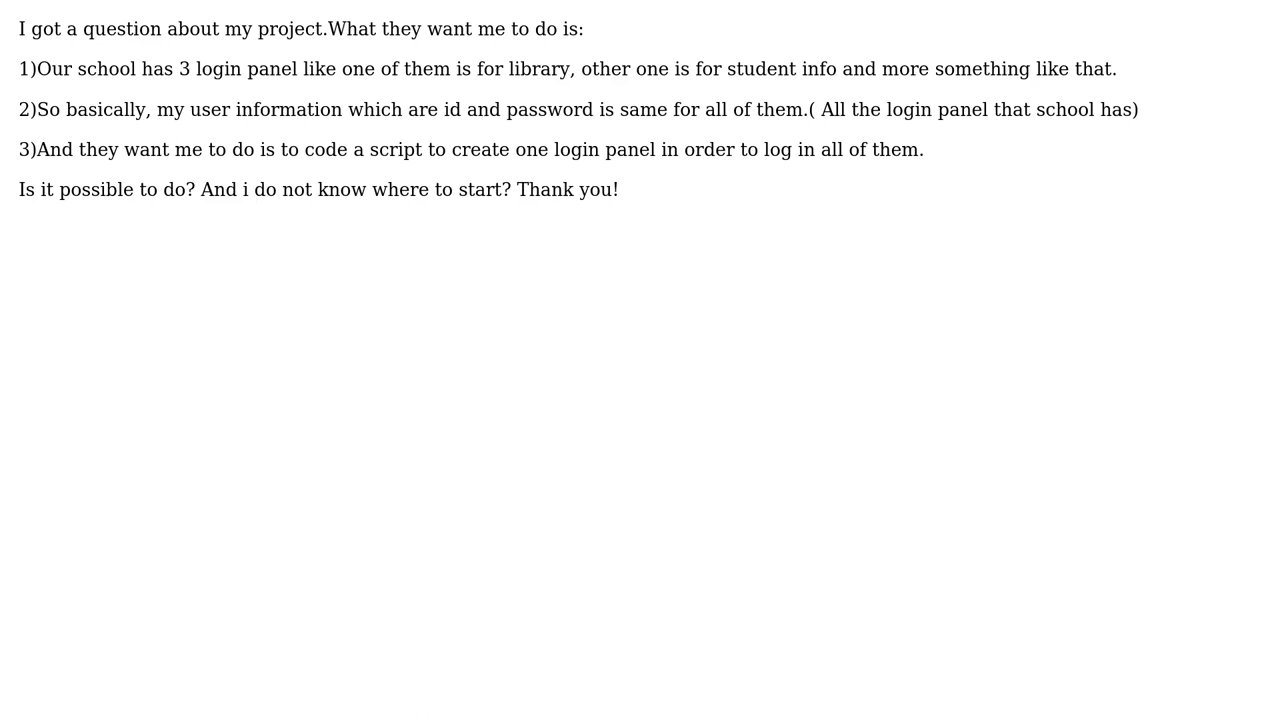 I got a question about my project.What they want me to do is:
1)Our school has 3 login panel like one of them is for library, other one is for student info and more something like that.
2)So basically, my user information which are id and password is same for all of them.( All the login panel that school has)
3)And they want me to do is to code a script to create one login panel in order to log in all of them.
Is it possible to do? And i do not know where to start? Thank you!